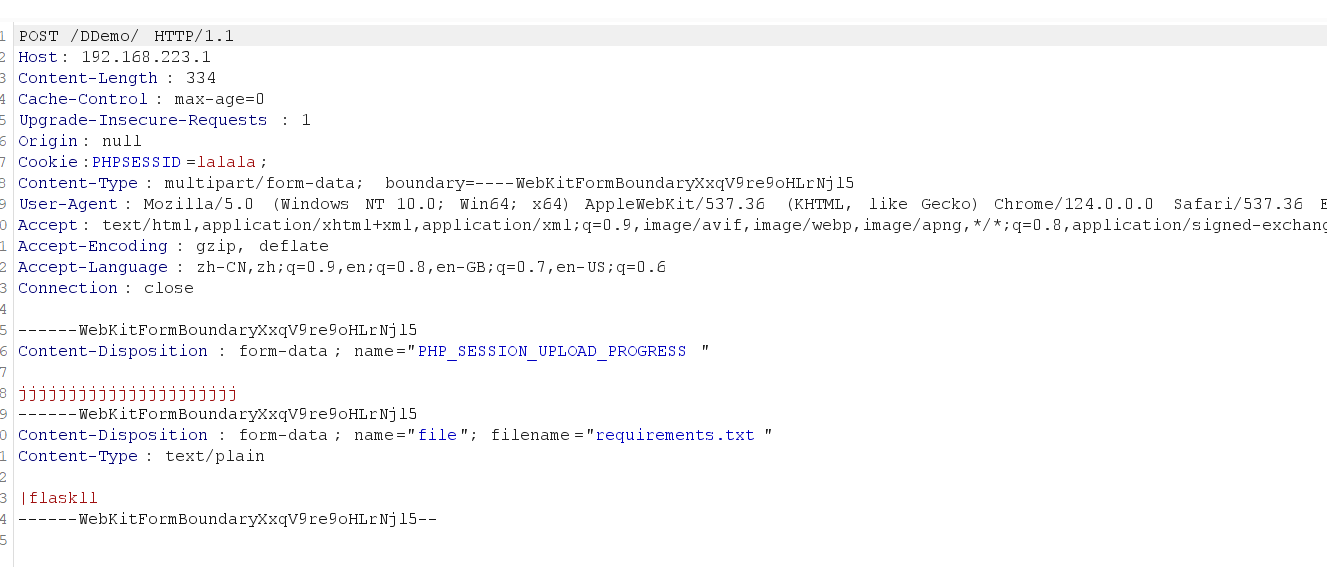 1 POST /DDemo/ HTTP/1.1
2 Host: 192.168.223.1
3 Content-Length : 334
4 Cache-Control : max-age=0
5 Upgrade-Insecure-Requests : 1
6 Origin: null
7 Cookie:PHPSESSID=lalala;
8 Content-Type : multipart/form-data; boundary=----WebKitFormBoundaryXxqV9re9oHLrNjl5
9 User-Agent: Mozilla/5.0 (Windows NT 10.0; Win64; x64) AppleWebKit/537.36 (KHTML, like Gecko) Chrome/124.0.0.0 Safari/537.36 E
0 Accept: text/html,application/xhtml+xml,application/xml;q=0.9,image/avif,image/webp,image/apng,*/*;q=0.8,application/signed-exchang
1 Accept-Encoding : gzip, deflate
2 Accept-Language : zh-CN,zh;q=0.9,en;q=0.8,en-GB;q=0.7,en-US;q=0.6
3 Connection: close
4
5 ------WebKitFormBoundaryXxqV9re9oHLrNjl5
6 Content-Disposition : form-data; name="PHP_SESSION_UPLOAD_PROGRESS "
7
8 jjjjjjjjjjjjjjjjjjjjjj
9 ------WebKitFormBoundaryXxqV9re9oHLrNjl5
0 Content-Disposition : form-data; name="file"; filename="requirements.txt "
1 Content-Type : text/plain
2
3 |flaskll
4 ------WebKitFormBoundaryXxqV9re9oHLrNjl5--
5